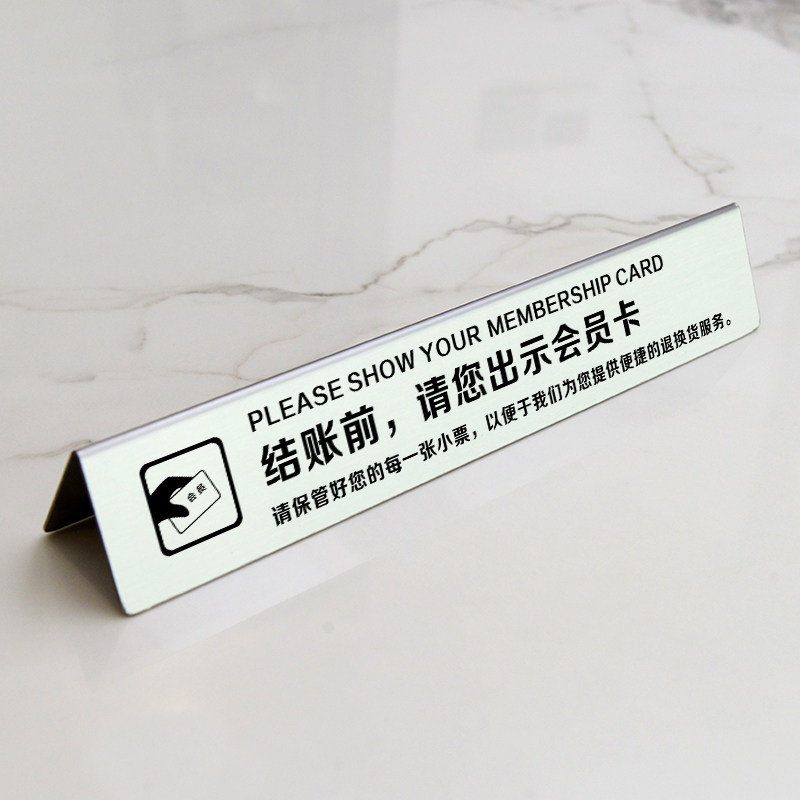 PLEASE SHOW YOUR MEMBERSHIP CARD
结账前，请您出示会员卡
请保管好您的每一张小票，以便于我们为您提供便捷的退换货服务。
会员